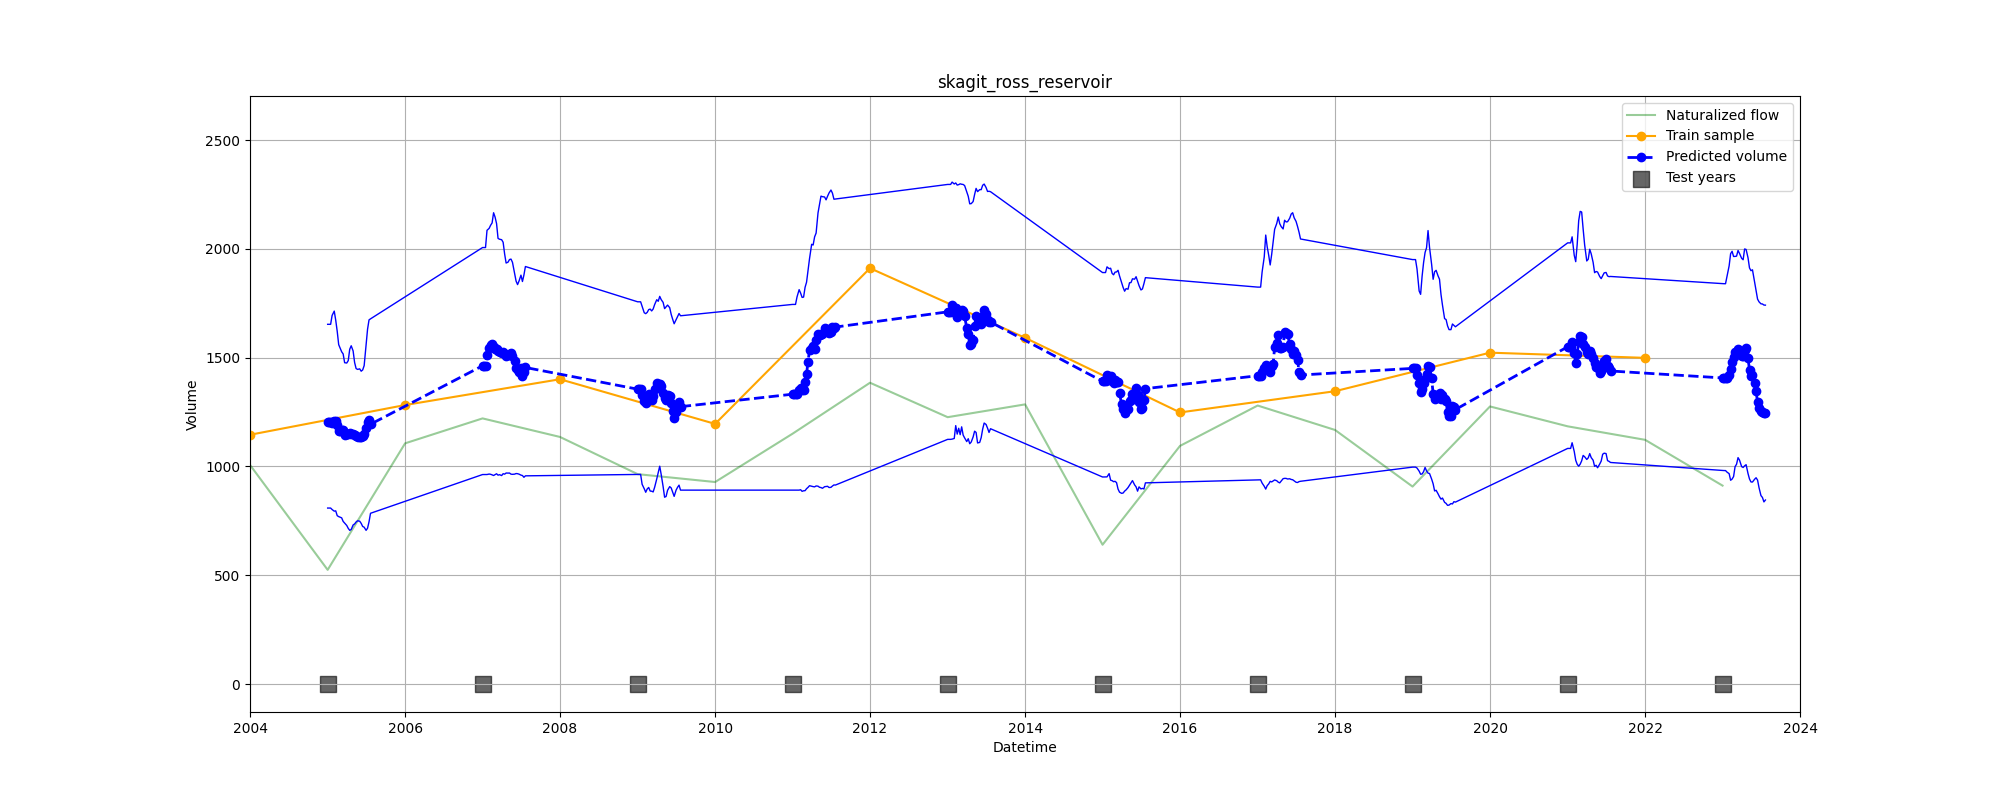 skagit_ross_reservoir
Naturalized flow
Train sample
Predicted volume
Test years
Volume
2500
2000
1500
1000
500
0
2004 2006 2008 2010 2012 2014 2016 2018 2020 2022 2024
Datetime